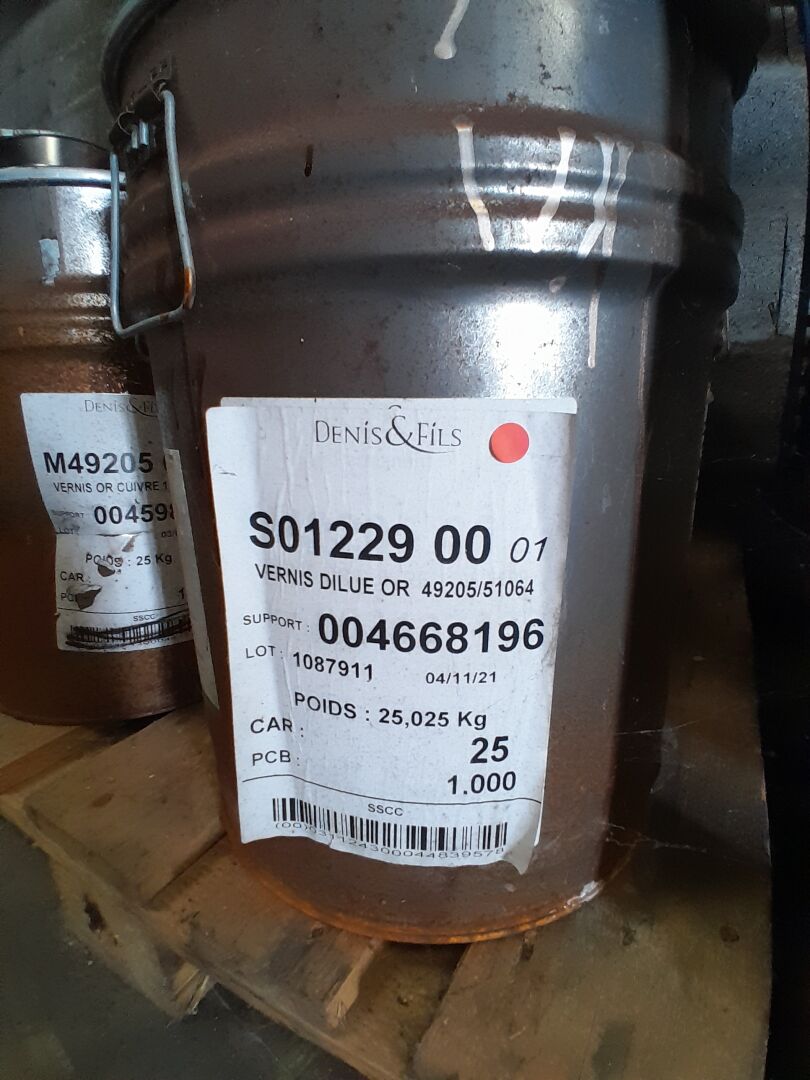 DENIS & FILS
S01229 00 01
VERNIS DILUE OR 49205/51064
SUPPORT : 004668196
LOT : 1087911 04/11/21
POIDS : 25,025 Kg
CAR : 25
PCB : 1.000
SSCC
DENIS &
M49205
VERNIS OR CUIVRE
SUPPORT 004598
LOT
POIDS : 25 Kg
CAR
SSCC